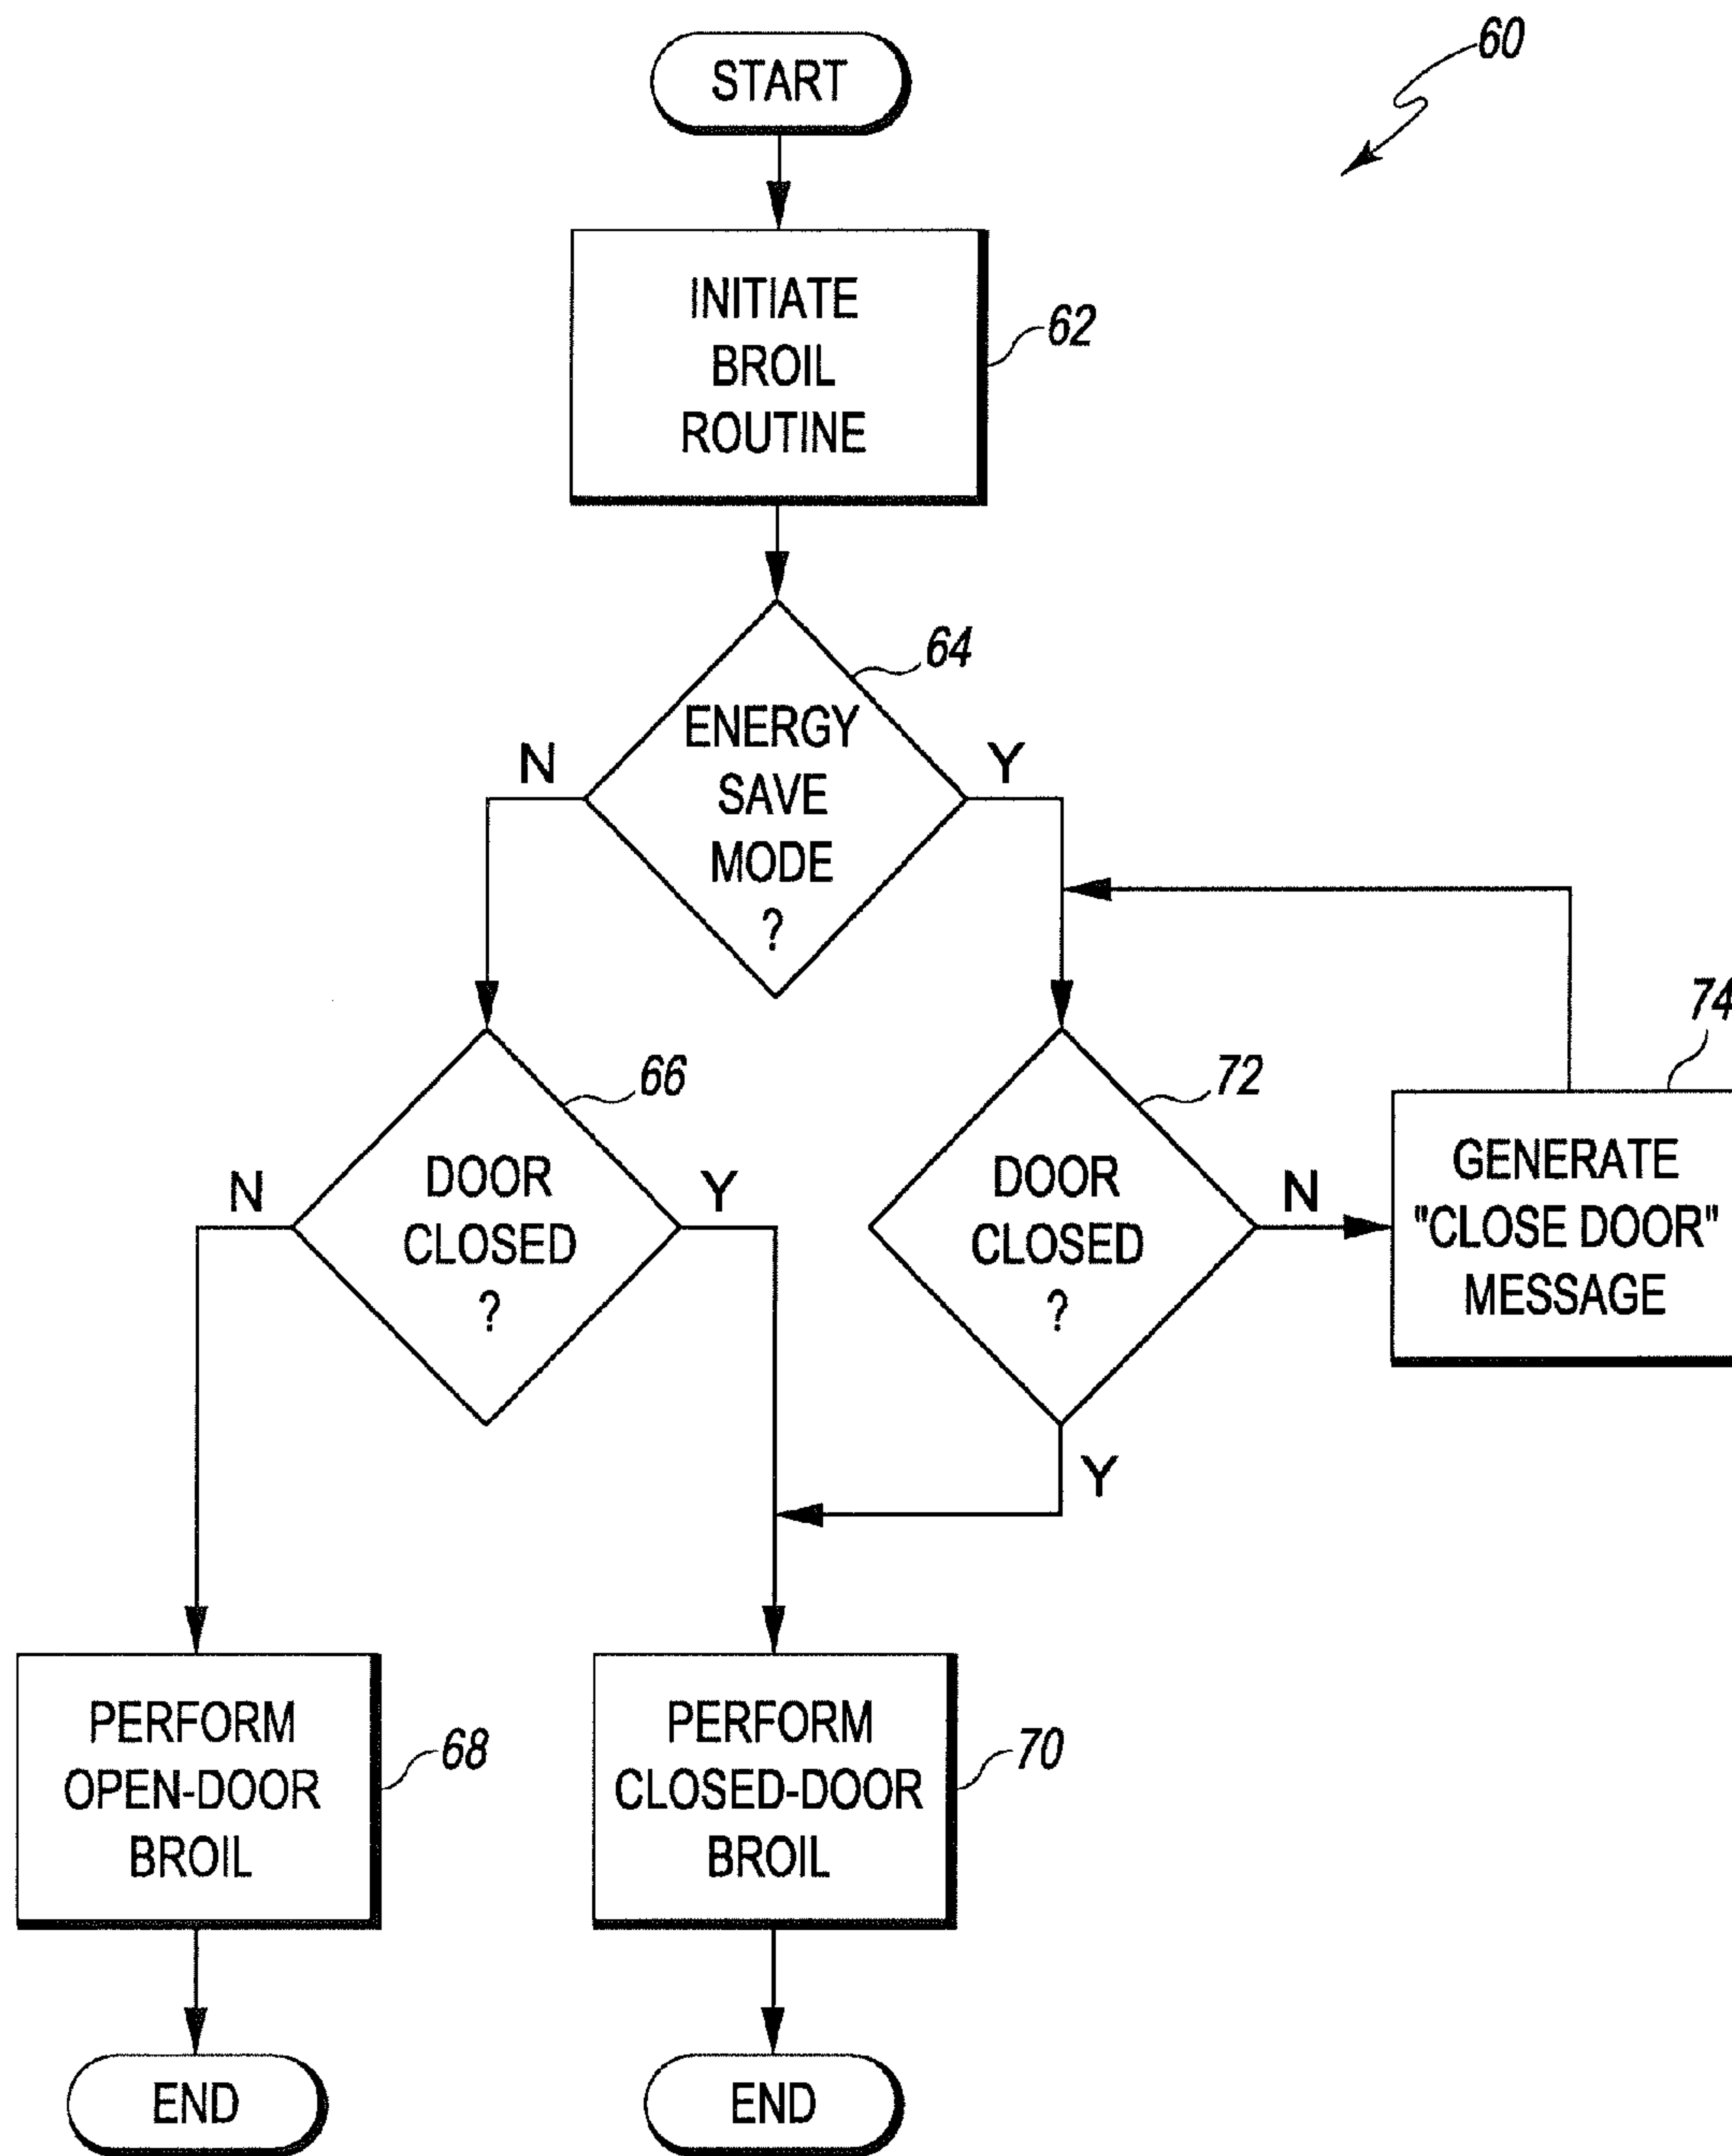 START
60
INITIATE
BROIL
ROUTINE
62
64
ENERGY
SAVE
MODE
?
N
Y
66
DOOR
CLOSED
?
N
Y
72
DOOR
CLOSED
?
N
Y
74
GENERATE
"CLOSE DOOR"
MESSAGE
PERFORM
OPEN-DOOR
BROIL
68
PERFORM
CLOSED-DOOR
BROIL
70
END
END